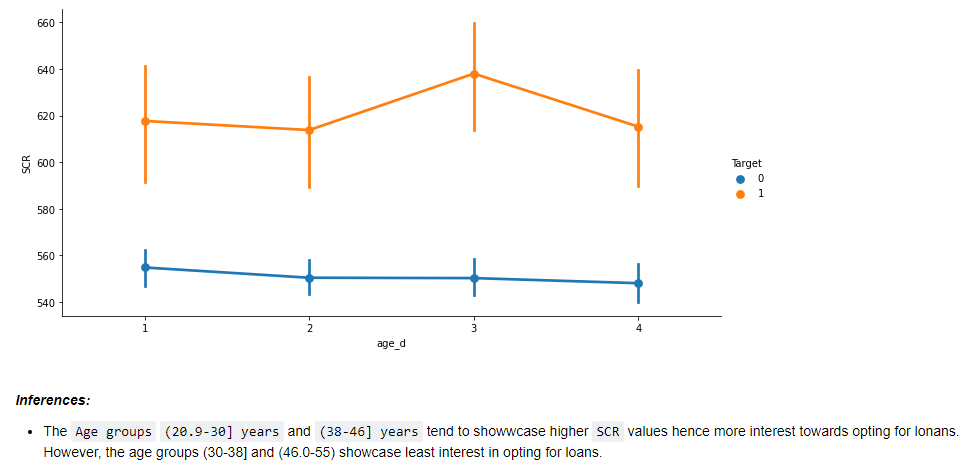 660
640
620
600
580
560
540
SCR
1
2
3
4
age_d
Target
0
1
Inferences:
• The Age groups (20.9-30] years and (38-46] years tend to showwcase higher SCR values hence more interest towards opting for lonans.
However, the age groups (30-38] and (46.0-55) showcase least interest in opting for loans.